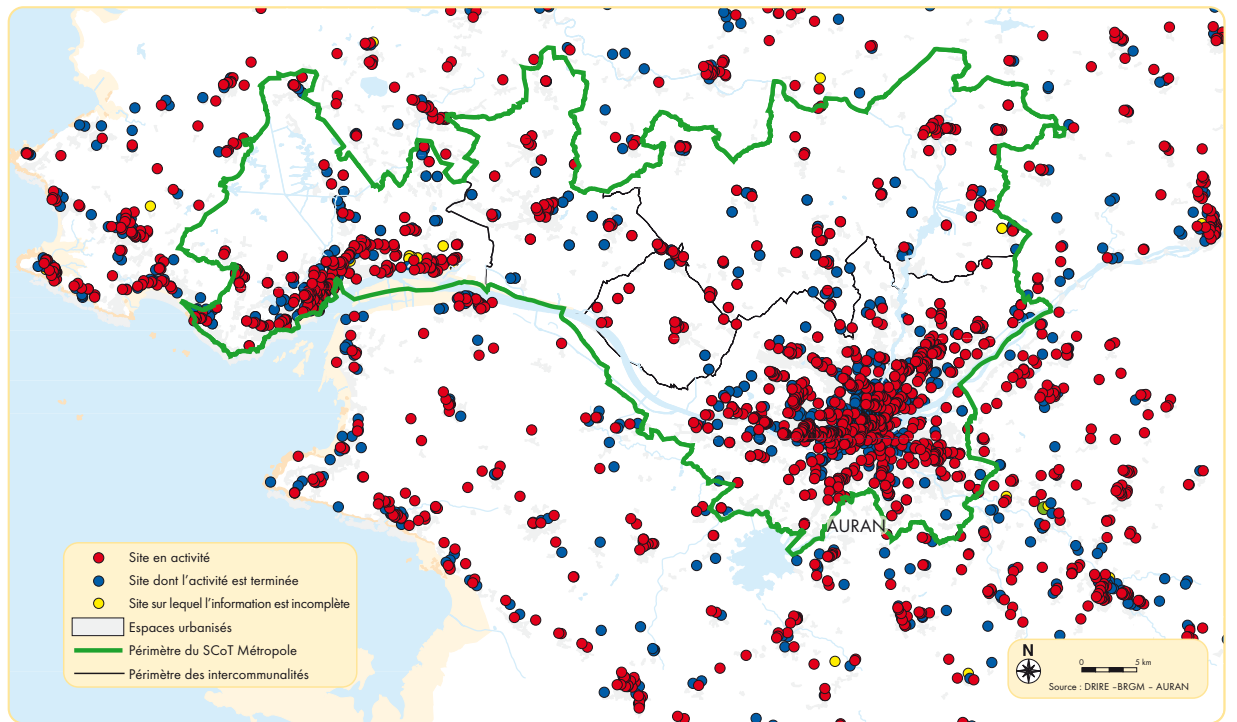 AURAN
Site en activité
Site dont l'activité est terminée
Site sur lequel l'information est incomplète
Espaces urbanisés
Périmètre du SCoT Métropole
Périmètre des intercommunalités
N
0 5 km
Source : DRIRE -BRGM - AURAN